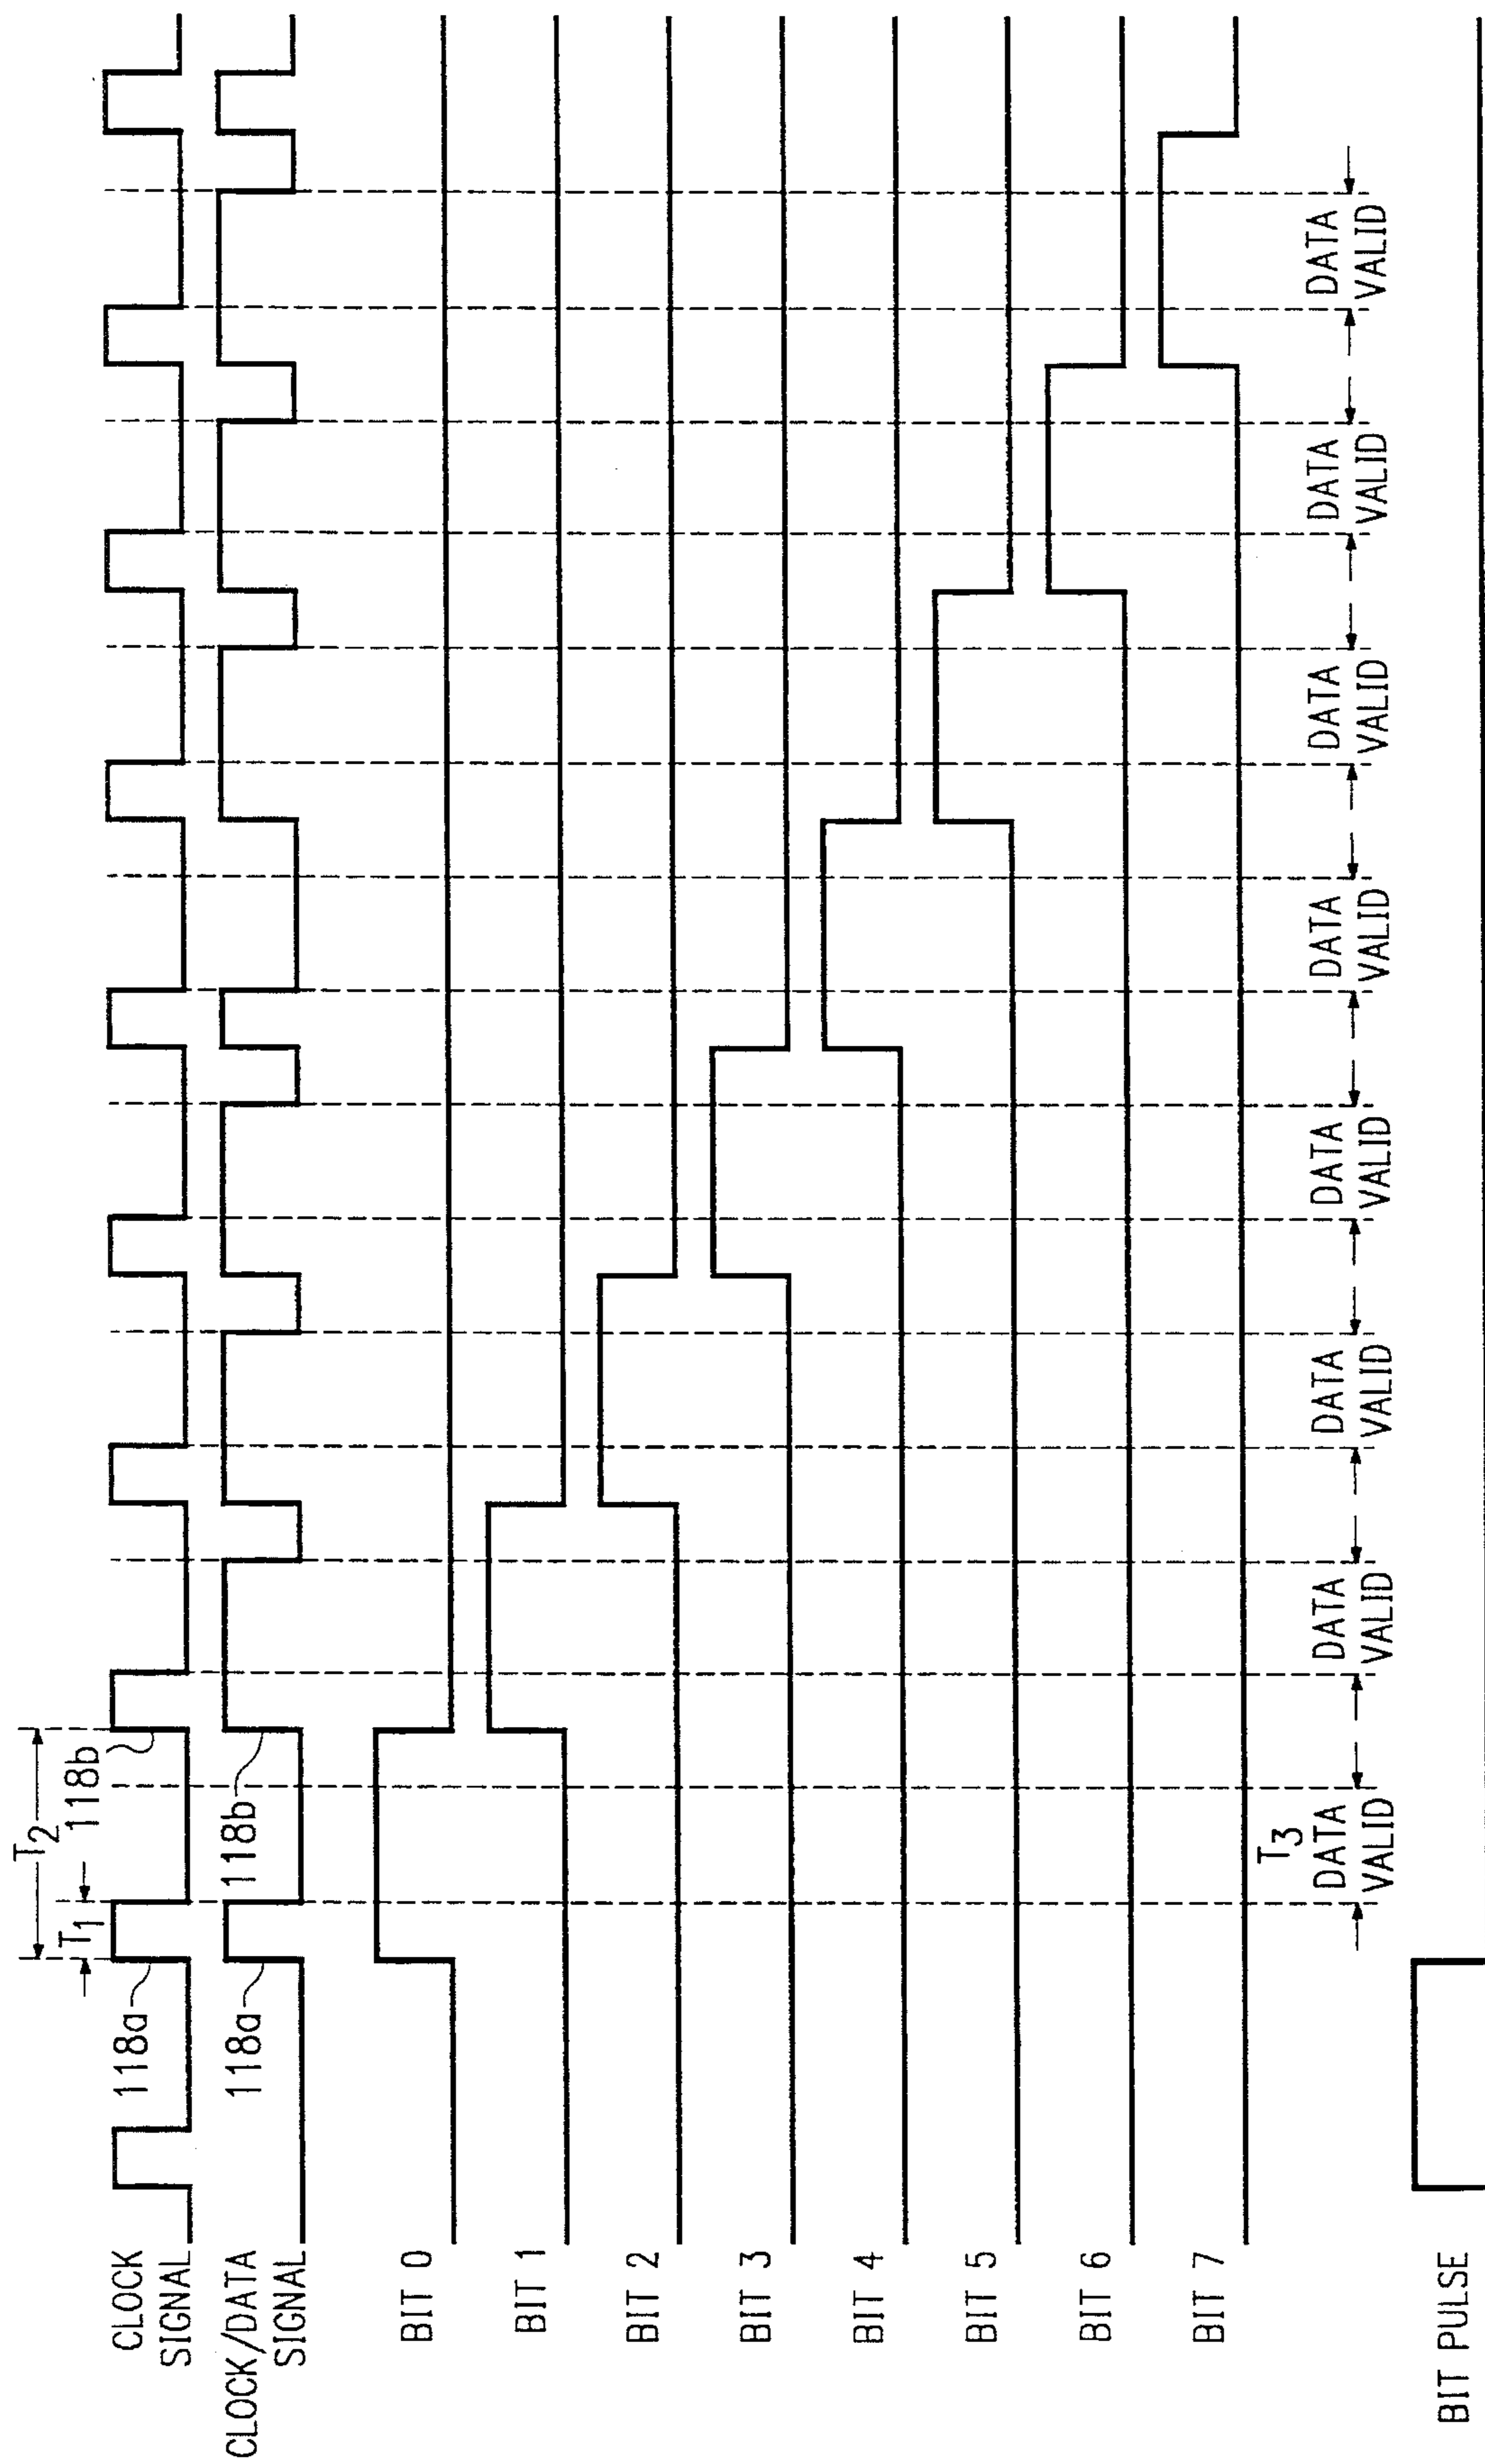 T2
T1
118a
118b
CLOCK
SIGNAL
118a
118b
CLOCK/DATA
SIGNAL
BIT 0
BIT 1
BIT 2
BIT 3
BIT 4
BIT 5
BIT 6
BIT 7
T3
DATA
VALID
DATA
VALID
DATA
VALID
DATA
VALID
DATA
VALID
DATA
VALID
DATA
VALID
DATA
VALID
BIT PULSE